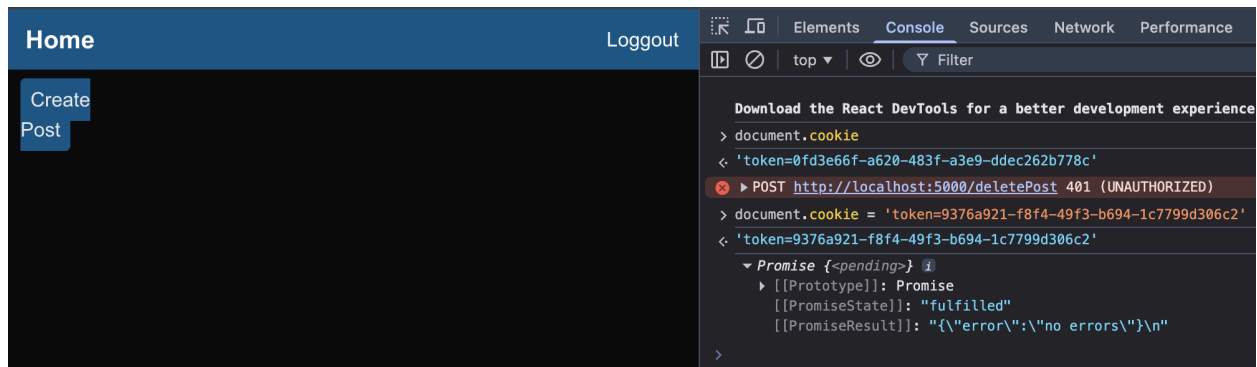 Home
Loggout
Create
Post
Elements Console Sources Network Performance
top ▼ Filter
Download the React DevTools for a better development experience
> document.cookie
<· 'token=0fd3e66f-a620-483f-a3e9-ddec262b778c'
▶ POST http://localhost:5000/deletePost 401 (UNAUTHORIZED)
> document.cookie = 'token=9376a921-f8f4-49f3-b694-1c7799d306c2'
<· 'token=9376a921-f8f4-49f3-b694-1c7799d306c2'
▼ Promise {<pending>} i
▶ [[Prototype]]: Promise
[[PromiseState]]: "fulfilled"
[[PromiseResult]]: "{\"error\":\"no errors\"}\n"
>